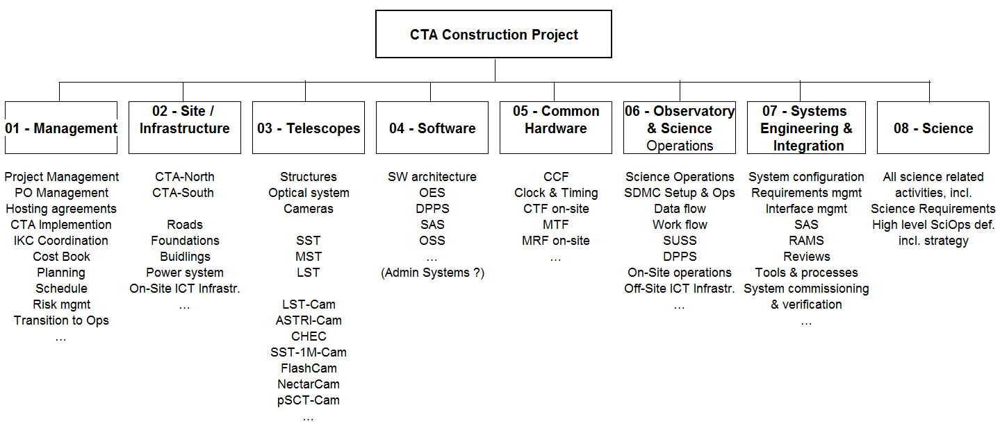 CTA Construction Project
01 - Management
02 - Site /
Infrastructure
03 - Telescopes
04 - Software
05 - Common
Hardware
06 - Observatory
& Science
Operations
07 - Systems
Engineering &
Integration
08 - Science
Project Management
PO Management
Hosting agreements
CTA Implemention
IKC Coordination
Cost Book
Planning
Schedule
Risk mgmt
Transition to Ops
…
CTA-North
CTA-South
Roads
Foundations
Buidlings
Power system
On-Site ICT Infrastr.
…
Structures
Optical system
Cameras
SST
MST
LST
LST-Cam
ASTRI-Cam
CHEC
SST-1M-Cam
FlashCam
NectarCam
pSCT-Cam
…
SW architecture
OES
DPPS
SAS
OSS
…
(Admin Systems ?)
CCF
Clock & Timing
CTF on-site
MTF
MRF on-site
…
Science Operations
SDMC Setup & Ops
Data flow
Work flow
SUSS
DPPS
On-Site operations
Off-Site ICT Infrastr.
…
System configuration
Requirements mgmt
Interface mgmt
SAS
RAMS
Reviews
Tools & processes
System commissioning
& verification
…
All science related
activities, incl.
Science Requirements
High level SciOps def.
incl. strategy